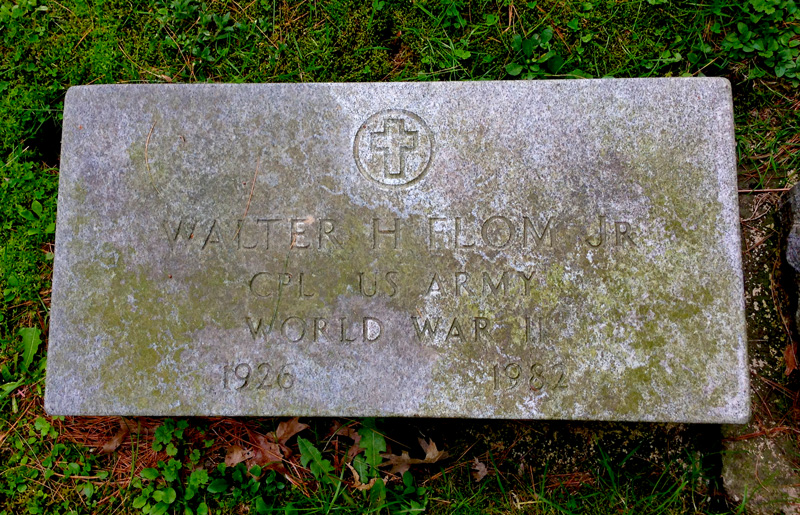 WALTER H FLOM JR
CPL US ARMY
WORLD WAR II
1926 1982